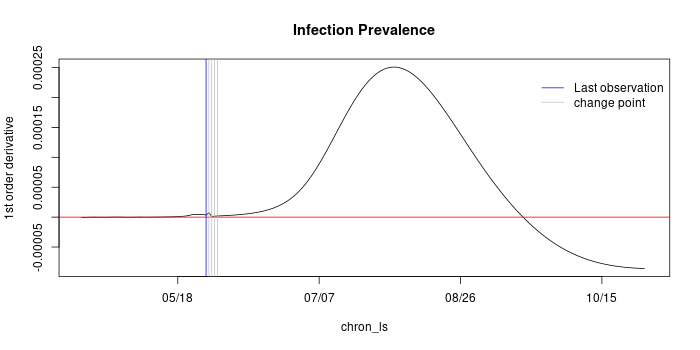 Infection Prevalence
0.00025
0.00015
0.00005
-0.00005
1st order derivative
Last observation
change point
05/18
07/07
08/26
10/15
chron_ls